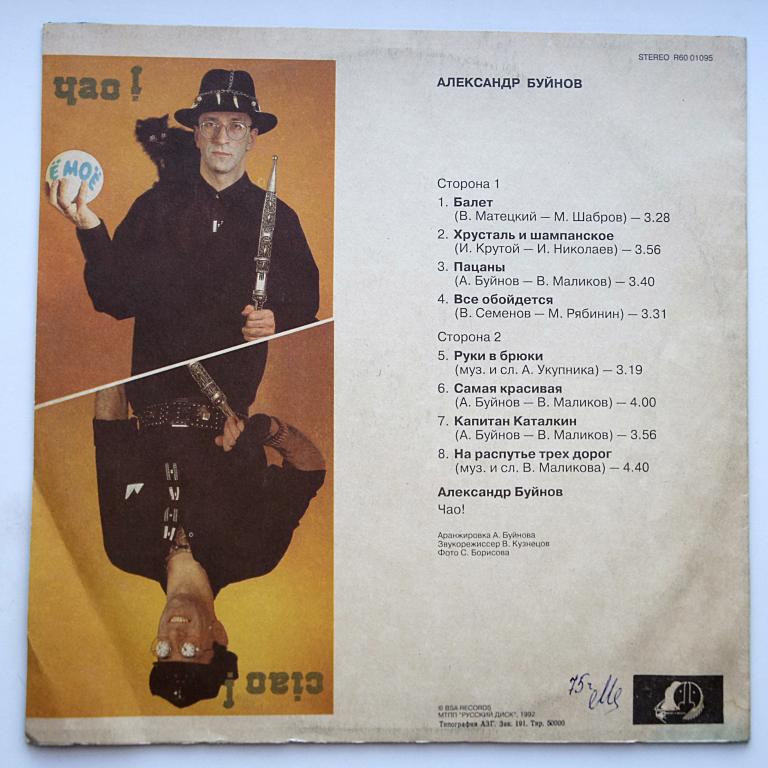 чао!
Ё МОЁ
ciao!
STEREO R60 01095
АЛЕКСАНДР БУЙНОВ
Сторона 1
1. Балет
(В. Матецкий — М. Шабров) — 3.28
2. Хрусталь и шампанское
(И. Крутой — И. Николаев) — 3.56
3. Пацаны
(А. Буйнов — В. Маликов) — 3.40
4. Все обойдется
(В. Семенов — М. Рябинин) — 3.31
Сторона 2
5. Руки в брюки
(муз. и сл. А. Укупника) — 3.19
6. Самая красивая
(А. Буйнов — В. Маликов) — 4.00
7. Капитан Каталкин
(А. Буйнов — В. Маликов) — 3.56
8. На распутье трех дорог
(муз. и сл. В. Маликова) — 4.40
Александр Буйнов
Чао!
Аранжировка А. Буйнова
Звукорежиссер В. Кузнецов
Фото С. Борисова
© BSA RECORDS
МТПП "РУССКИЙ ДИСК", 1992
Типография АЗГ. Зак. 191. Тир. 50000